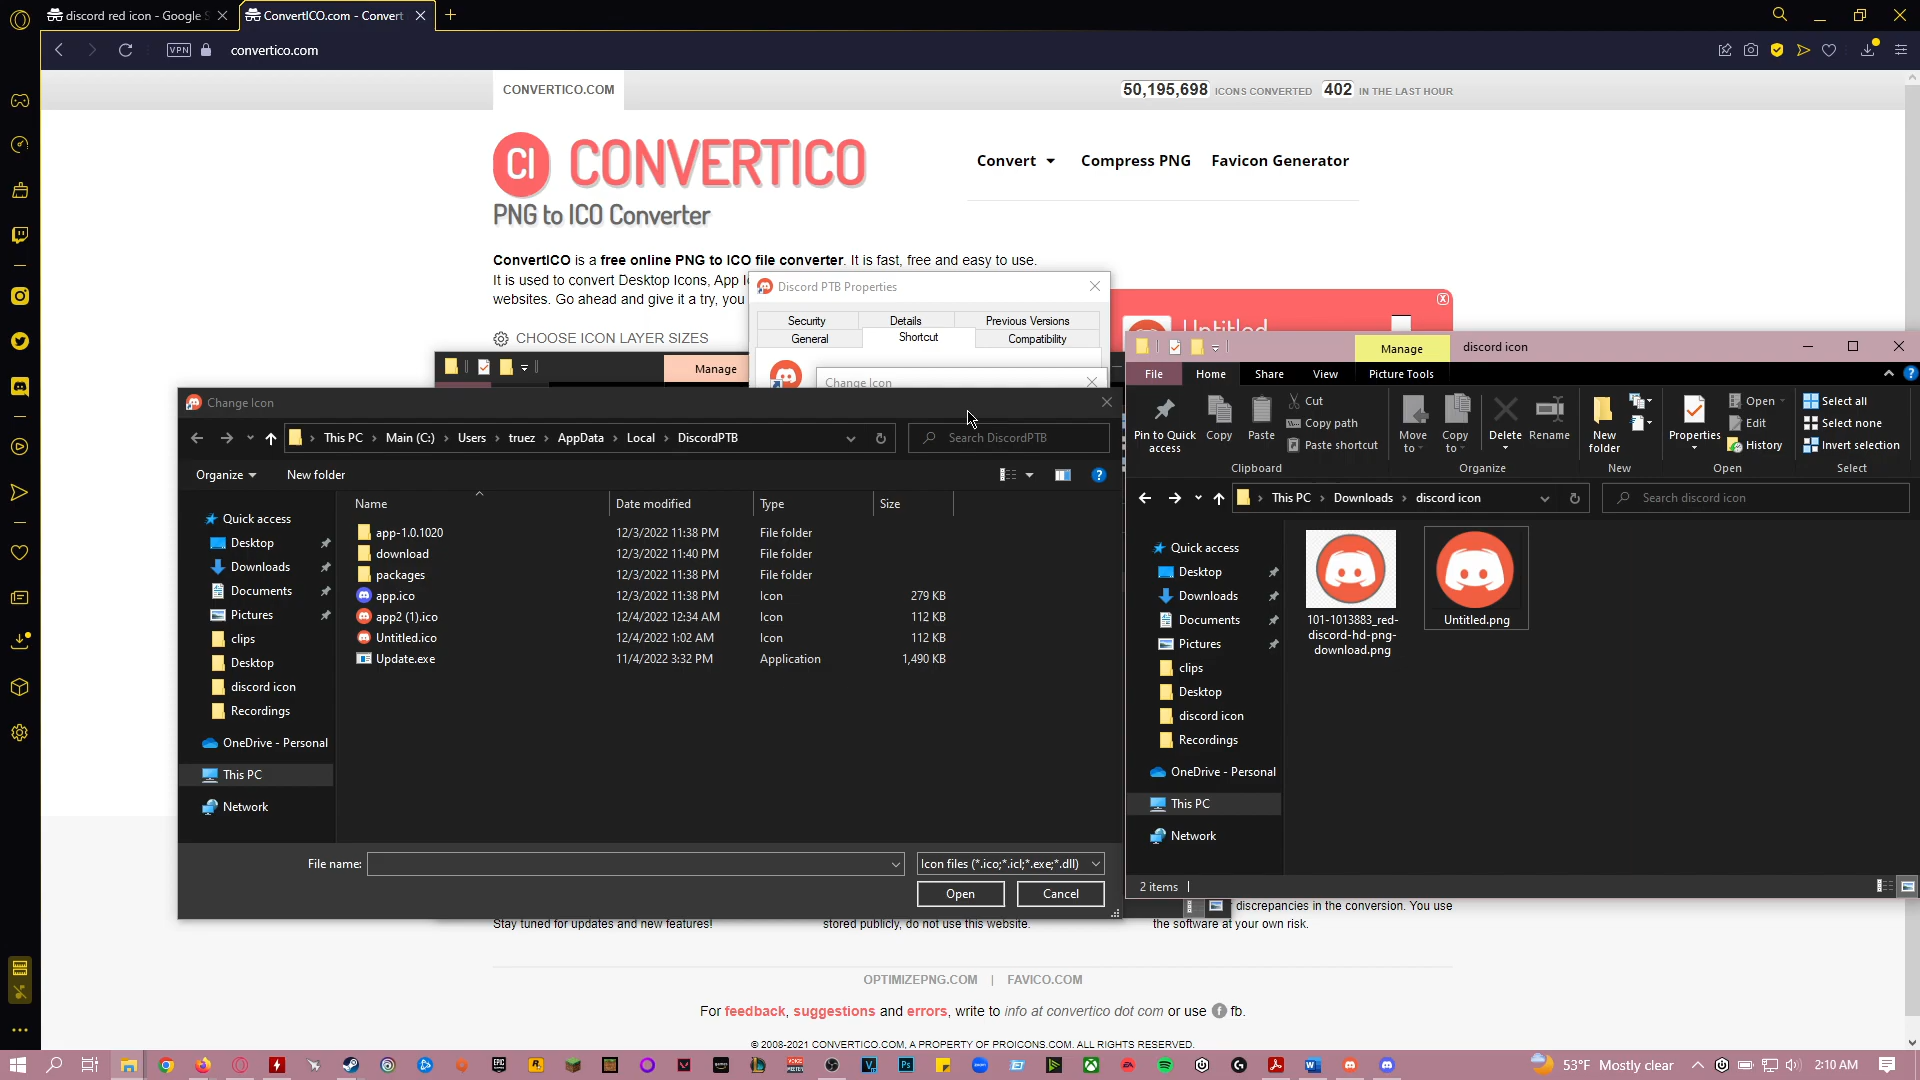 discord red icon - Google S
ConvertICO.com - Convert
VPN
convertico.com
CONVERTICO.COM
50,195,698 ICONS CONVERTED 402 IN THE LAST HOUR
CI CONVERTICO
PNG to ICO Converter
Convert
Compress PNG
Favicon Generator
ConvertICO is a free online PNG to ICO file converter. It is fast, free and easy to use.
It is used to convert Desktop Icons, App I
websites. Go ahead and give it a try, you
CHOOSE ICON LAYER SIZES
Discord PTB Properties
Security
Details
Previous Versions
General
Shortcut
Compatibility
Change Icon
Untitled
Manage
Change Icon
This PC
Main (C:)
Users
truez
AppData
Local
DiscordPTB
Search DiscordPTB
Organize
New folder
Name
Date modified
Type
Size
Quick access
Desktop
Downloads
Documents
Pictures
clips
Desktop
discord icon
Recordings
OneDrive - Personal
This PC
Network
app-1.0.1020 12/3/2022 11:38 PM File folder
download 12/3/2022 11:40 PM File folder
packages 12/3/2022 11:38 PM File folder
app.ico 12/3/2022 11:38 PM Icon 279 KB
app2 (1).ico 12/4/2022 12:34 AM Icon 112 KB
Untitled.ico 12/4/2022 1:02 AM Icon 112 KB
Update.exe 11/4/2022 3:32 PM Application 1,490 KB
File name:
Icon files (*.ico;*.icl;*.exe;*.dll)
Open
Cancel
Manage
discord icon
File
Home
Share
View
Picture Tools
Pin to Quick access
Copy
Paste
Cut
Copy path
Paste shortcut
Clipboard
Move to
Copy to
Delete
Rename
Organize
New folder
New
Properties
Open
Edit
History
Open
Select all
Select none
Invert selection
Select
This PC
Downloads
discord icon
Search discord icon
Quick access
Desktop
Downloads
Documents
Pictures
clips
Desktop
discord icon
Recordings
OneDrive - Personal
This PC
Network
101-1013883_red-
discord-hd-png-
download.png
Untitled.png
2 items
Stay tuned for updates and new features!
stored publicly, do not use this website.
discrepancies in the conversion. You use
the software at your own risk.
OPTIMIZEPNG.COM | FAVICO.COM
For feedback, suggestions and errors, write to info at convertico dot com or use f fb.
© 2008-2021 CONVERTICO.COM, A PROPERTY OF PROICONS.COM. ALL RIGHTS RESERVED.
53°F Mostly clear
2:10 AM